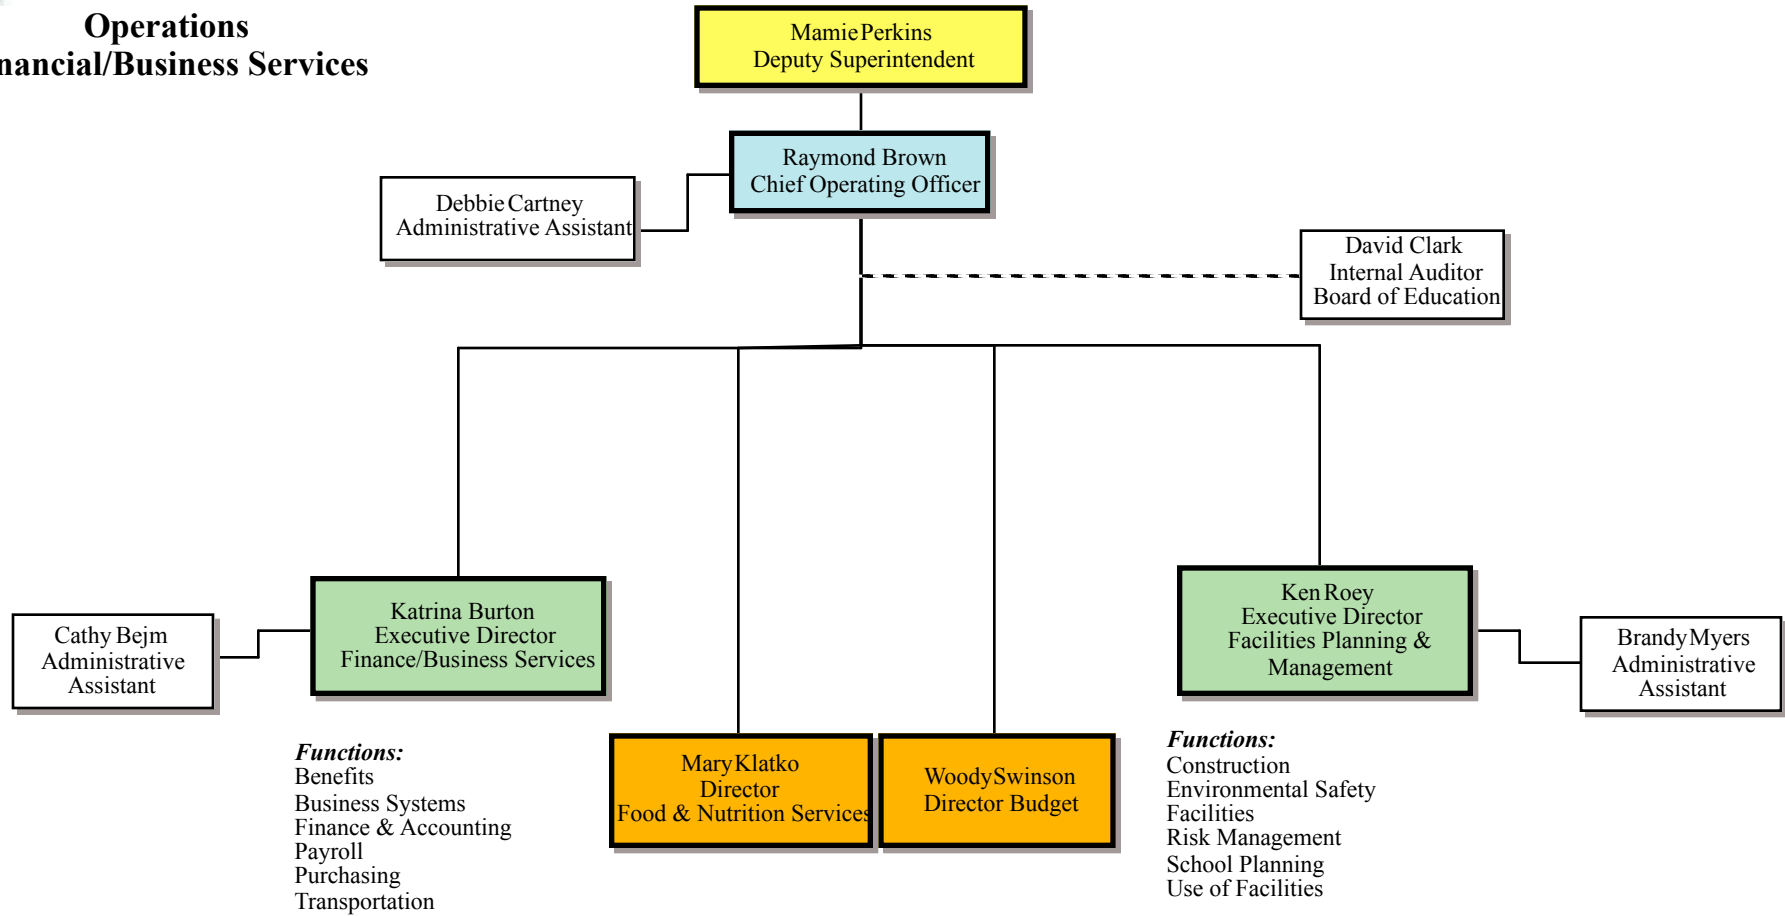 Operations
nancial/Business Services
Mamie Perkins
Deputy Superintendent
Raymond Brown
Chief Operating Officer
Debbie Cartney
Administrative Assistant
David Clark
Internal Auditor
Board of Education
Katrina Burton
Executive Director
Finance/Business Services
Cathy Bejm
Administrative
Assistant
Ken Roey
Executive Director
Facilities Planning &
Management
Brandy Myers
Administrative
Assistant
Functions:
Benefits
Business Systems
Finance & Accounting
Payroll
Purchasing
Transportation
Mary Klatko
Director
Food & Nutrition Services
Woody Swinson
Director Budget
Functions:
Construction
Environmental Safety
Facilities
Risk Management
School Planning
Use of Facilities